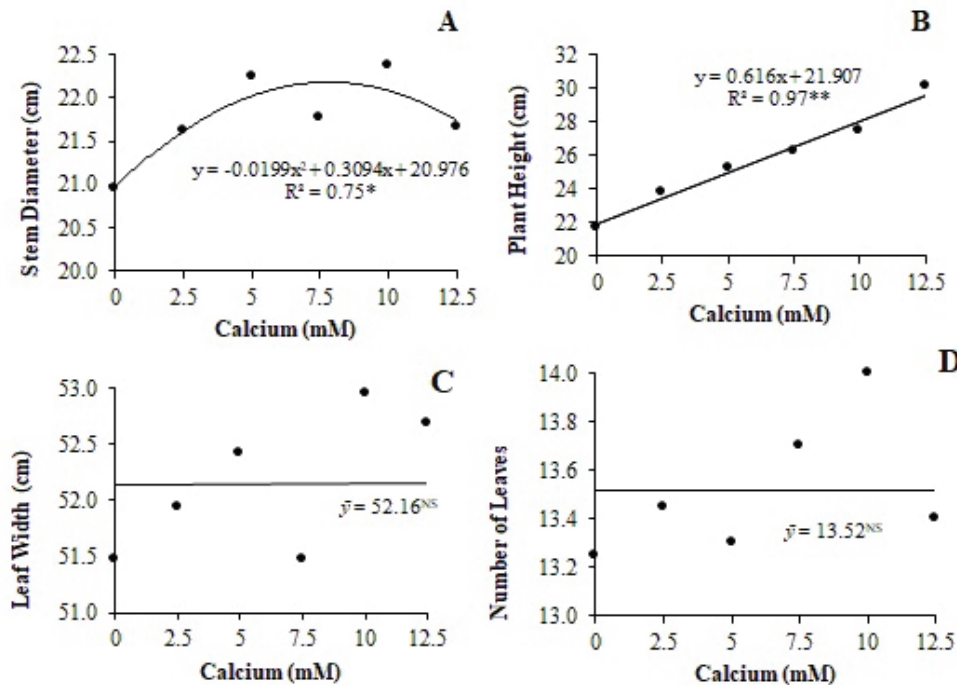 A
Stem Diameter (cm)
22.5
22.0
21.5
21.0
20.5
20.0
y = -0.0199x² + 0.3094x + 20.976
R² = 0.75*
0 2.5 5 7.5 10 12.5
Calcium (mM)
B
Plant Height (cm)
32
30
28
26
24
22
20
y = 0.616x+21.907
R² = 0.97**
0 2.5 5 7.5 10 12.5
Calcium (mM)
C
Leaf Width (cm)
53.0
52.5
52.0
51.5
51.0
ȳ = 52.16ᴺˢ
0 2.5 5 7.5 10 12.5
Calcium (mM)
D
Number of Leaves
14.0
13.8
13.6
13.4
13.2
13.0
ȳ = 13.52ᴺˢ
0 2.5 5 7.5 10 12.5
Calcium (mM)